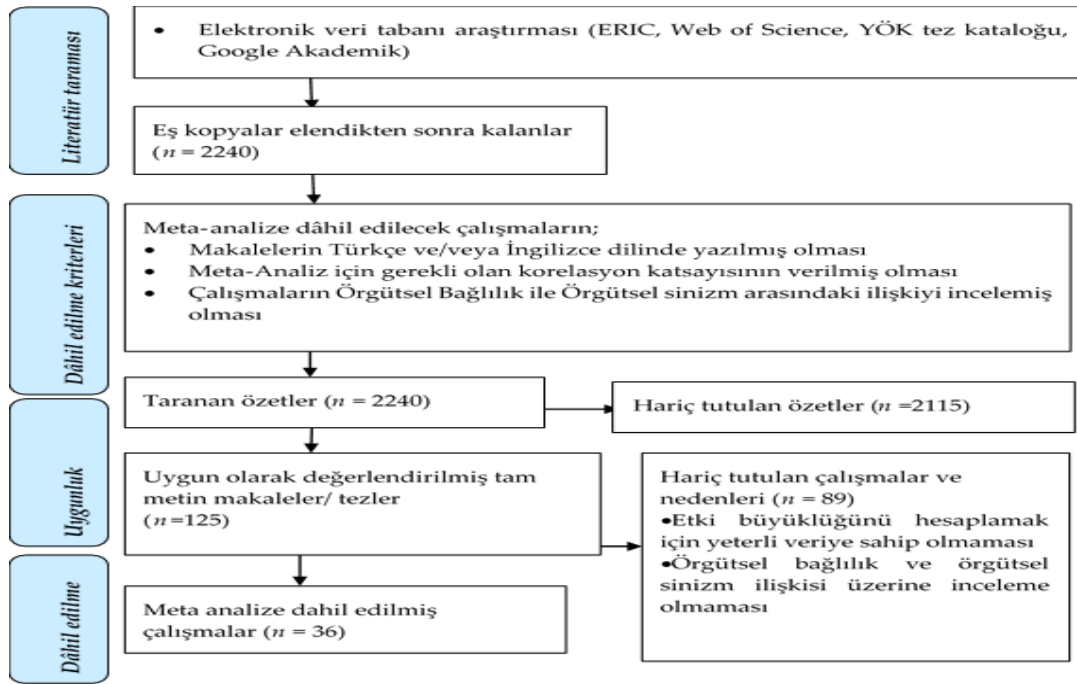 Literatür taraması
• Elektronik veri tabanı araştırması (ERIC, Web of Science, YÖK tez kataloğu,
Google Akademik)
Eş kopyalar elendikten sonra kalanlar
(n = 2240)
Dâhil edilme kriterleri
Meta-analize dâhil edilecek çalışmaların;
• Makalelerin Türkçe ve/veya İngilizce dilinde yazılmış olması
• Meta-Analiz için gerekli olan korelasyon katsayısının verilmiş olması
• Çalışmaların Örgütsel Bağlılık ile Örgütsel sinizm arasındaki ilişkiyi incelemiş
olması
Taranan özetler (n = 2240)
Hariç tutulan özetler (n =2115)
Uygunluk
Uygun olarak değerlendirilmiş tam
metin makaleler/ tezler
(n=125)
Hariç tutulan çalışmalar ve
nedenleri (n = 89)
•Etki büyüklüğünü hesaplamak
için yeterli veriye sahip olmaması
•Örgütsel bağlılık ve örgütsel
sinizm ilişkisi üzerine inceleme
olmaması
Dâhil edilme
Meta analize dahil edilmiş
çalışmalar (n = 36)